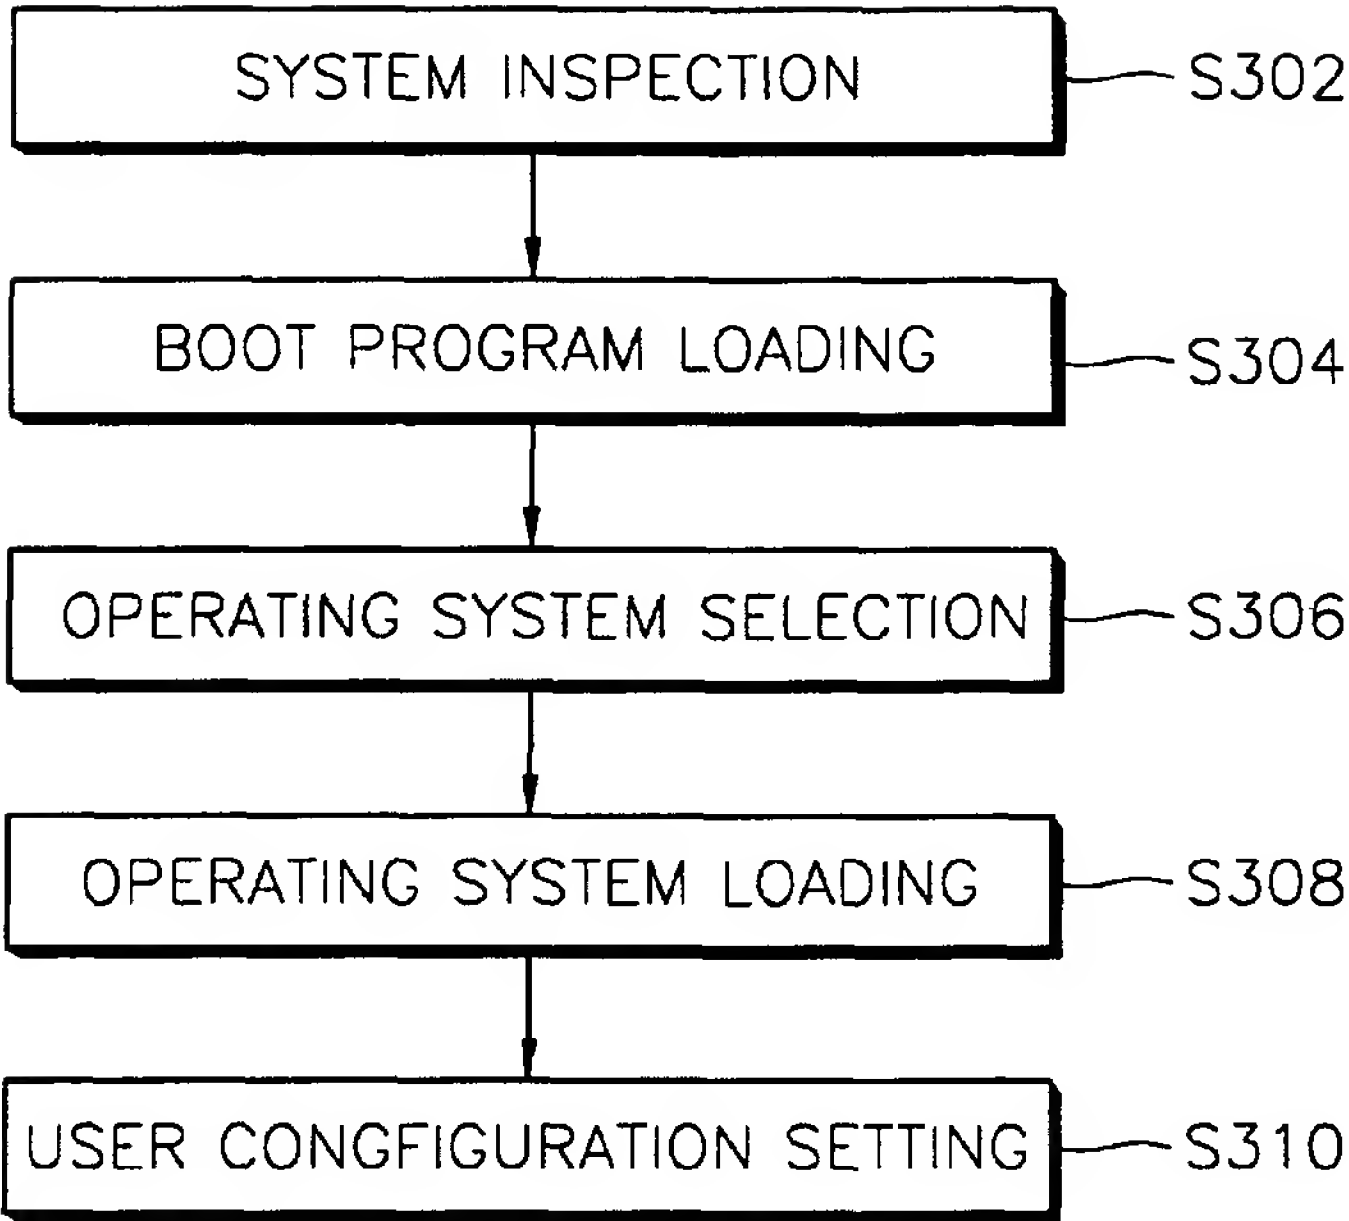 SYSTEM INSPECTION S302
BOOT PROGRAM LOADING S304
OPERATING SYSTEM SELECTION S306
OPERATING SYSTEM LOADING S308
USER CONGFIGURATION SETTING S310